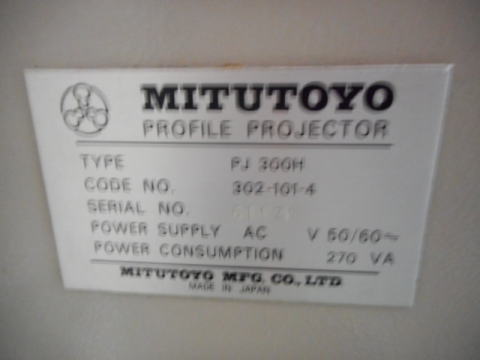 MITUTOYO
PROFILE PROJECTOR
TYPE PJ 300H
CODE NO. 302-101-4
SERIAL NO.
POWER SUPPLY AC V 50/60~
POWER CONSUMPTION 270 VA
MITUTOYO MFG. CO., LTD
MADE IN JAPAN